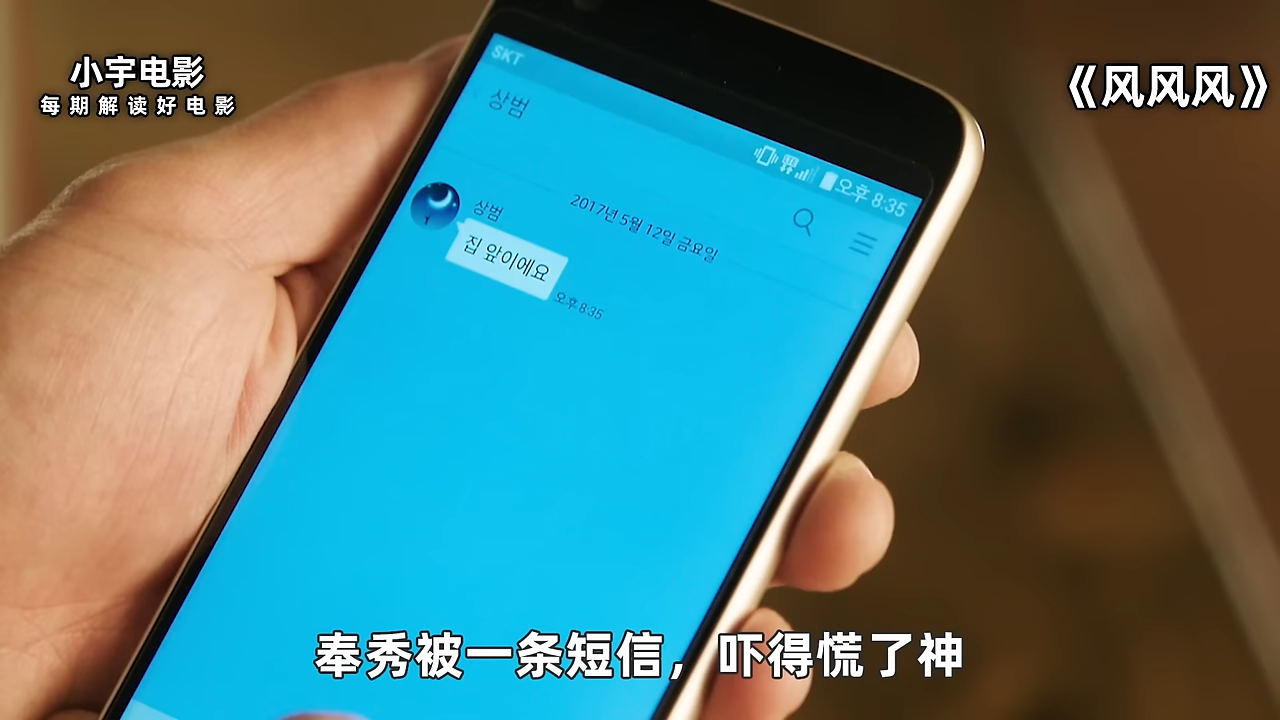 小宇电影
每期解读好电影
《风风风》
SKT
오후 8:35
상범
2017년 5월 12일 금요일
상범
집 앞이에요
오후 8:35
奉秀被一条短信，吓得慌了神